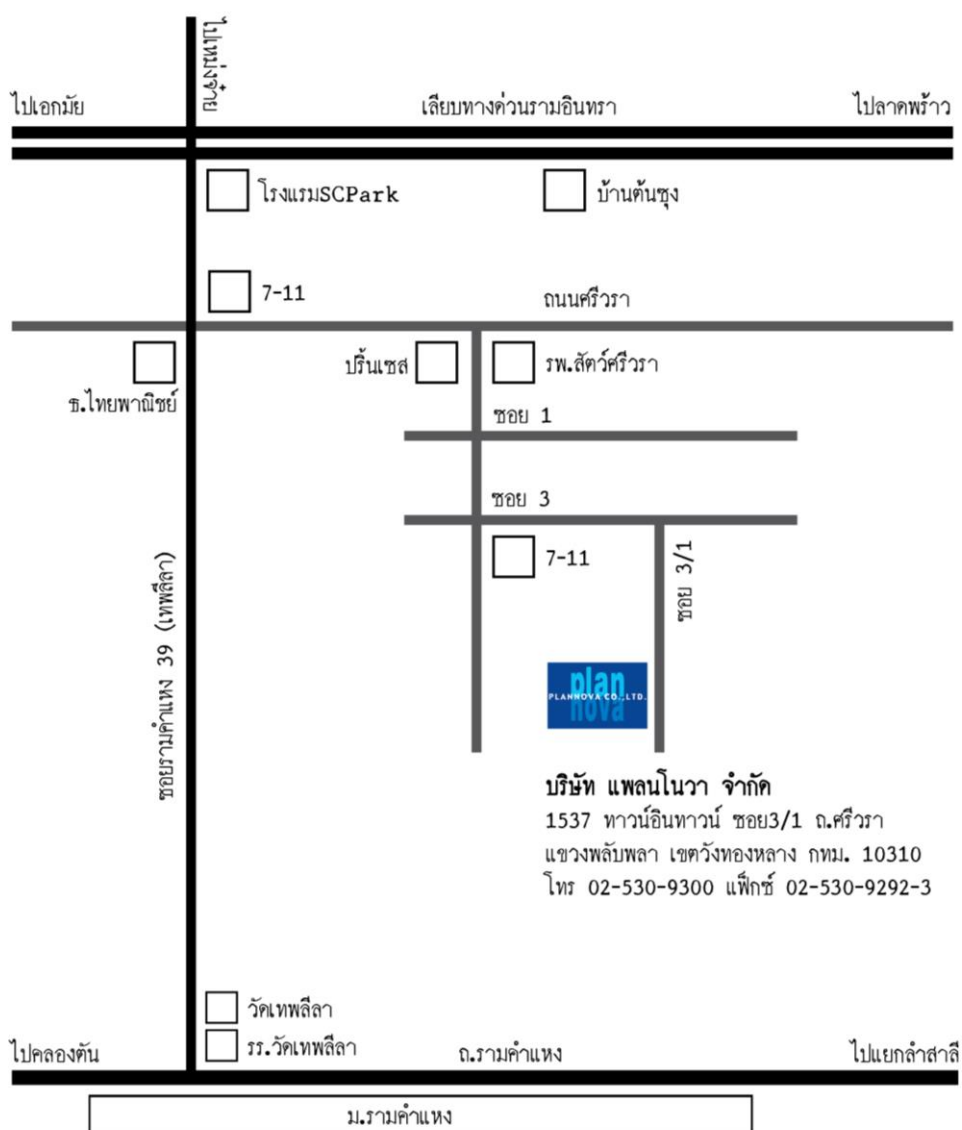 ไปเหม่งจ๋าย
ไปเอกมัย
เลียบทางด่วนรามอินทรา
ไปลาดพร้าว
โรงแรมSCPark
บ้านต้นซุง
7-11
ถนนศรีวรา
ธ.ไทยพาณิชย์
ปริ้นเซส
รพ.สัตว์ศรีวรา
ซอย 1
ซอย 3
7-11
ซอย 3/1
ซอยรามคำแหง 39 (เทพลีลา)
plan
PLANNOVA CO.,LTD.
nova
บริษัท แพลนโนวา จำกัด
1537 ทาวน์อินทาวน์ ซอย3/1 ถ.ศรีวรา
แขวงพลับพลา เขตวังทองหลาง กทม. 10310
โทร 02-530-9300 แฟ็กซ์ 02-530-9292-3
วัดเทพลีลา
รร.วัดเทพลีลา
ไปคลองตัน
ถ.รามคำแหง
ไปแยกลำสาลี
ม.รามคำแหง